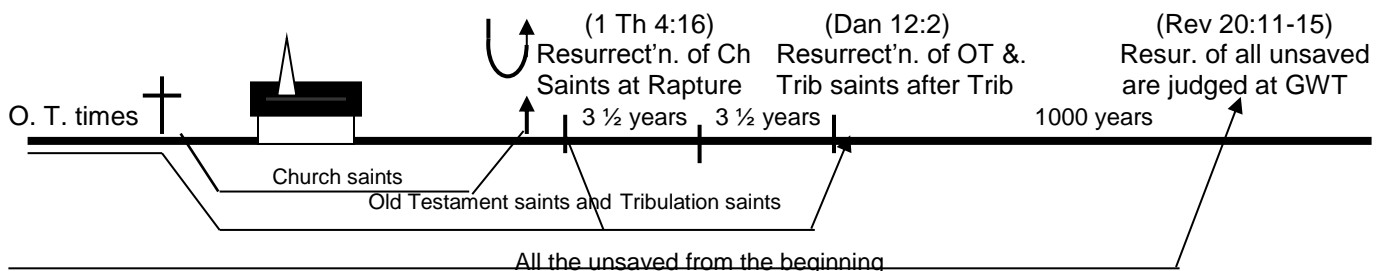 (1 Th 4:16) (Dan 12:2) (Rev 20:11-15)
Resurrect'n. of Ch Resurrect'n. of OT &. Resur. of all unsaved
Saints at Rapture Trib saints after Trib are judged at GWT
O. T. times 3 ½ years 3 ½ years 1000 years
Church saints
Old Testament saints and Tribulation saints
All the unsaved from the beginning